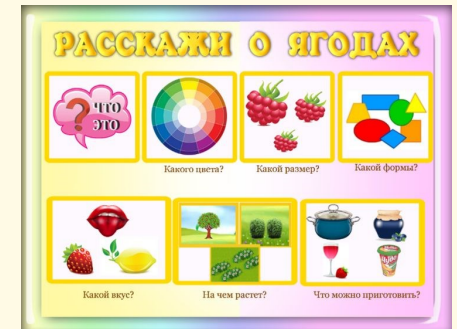 РАССКАЖИ О ЯГОДАХ
ЧТО
ЭТО
Какого цвета?
Какой размер?
Какой формы?
Какой вкус?
На чем растет?
Что можно приготовить?